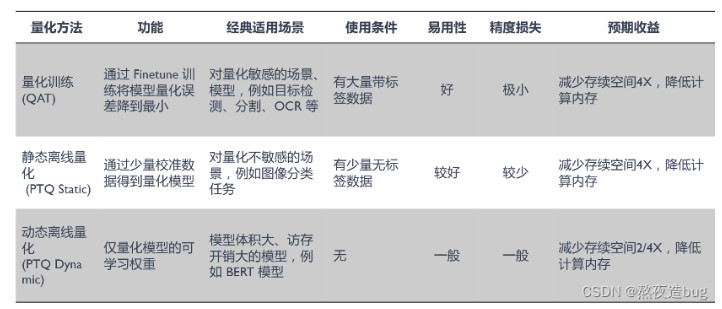 量化方法 功能 经典适用场景 使用条件 易用性 精度损失 预期收益
量化训练
(QAT)
通过 Finetune 训
练将模型量化误
差降到最小
对量化敏感的场景、
模型，例如目标检
测、分割、OCR 等
有大量带标
签数据
好
极小
减少存续空间4X，降低计
算内存
静态离线量
化
(PTQ Static)
通过少量校准数
据得到量化模型
对量化不敏感的场
景，例如图像分类
任务
有少量无标
签数据
较好
较少
减少存续空间4X，降低计
算内存
动态离线量
化
(PTQ Dyna
mic)
仅量化模型的可
学习权重
模型体积大、访存
开销大的模型，例
如 BERT 模型
无
一般
一般
减少存续空间2/4X，降低
计算内存
CSDN @熬夜造bug